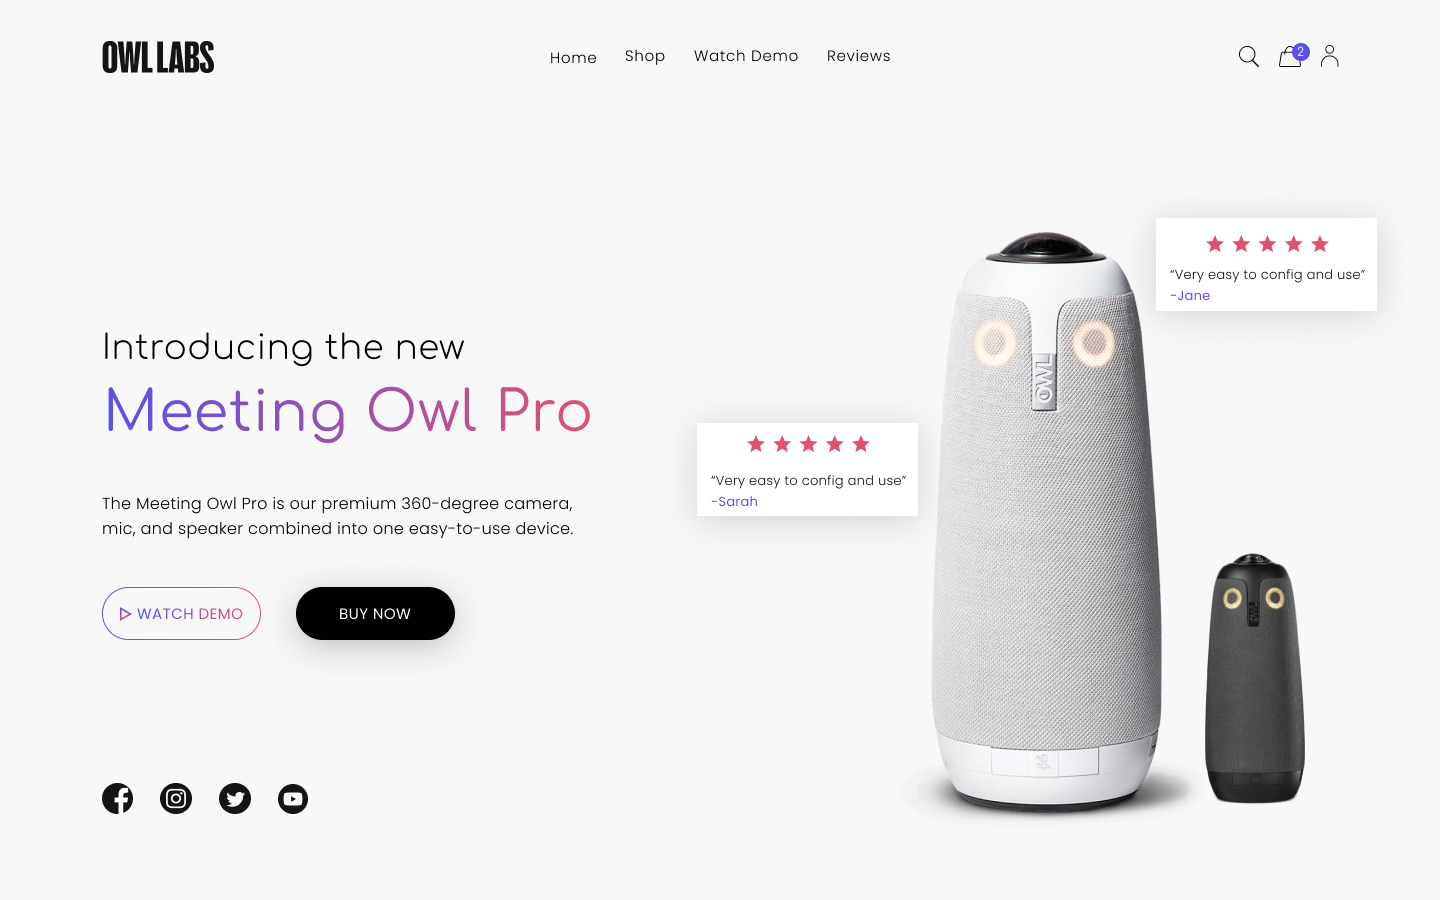 OWL LABS
Home
Shop
Watch Demo
Reviews
2
“Very easy to config and use”
-Jane
Introducing the new
Meeting Owl Pro
OWL
“Very easy to config and use”
-Sarah
The Meeting Owl Pro is our premium 360-degree camera,
mic, and speaker combined into one easy-to-use device.
WATCH DEMO
BUY NOW
OWL